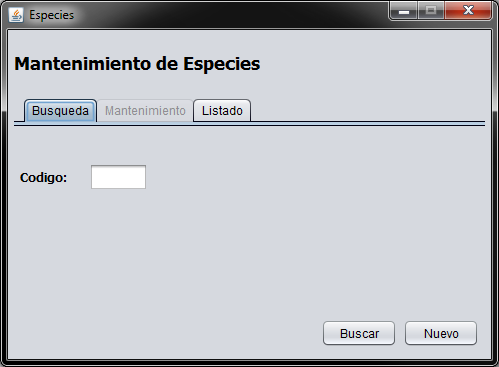 Especies
Mantenimiento de Especies
Busqueda Mantenimiento Listado
Codigo:
Buscar Nuevo